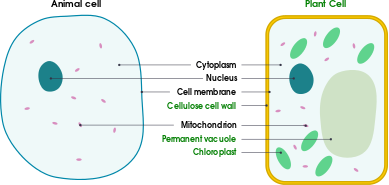 Animal cell
Plant Cell
Cytoplasm
Nucleus
Cell membrane
Cellulose cell wall
Mitochondrion
Permanent vacuole
Chloroplast